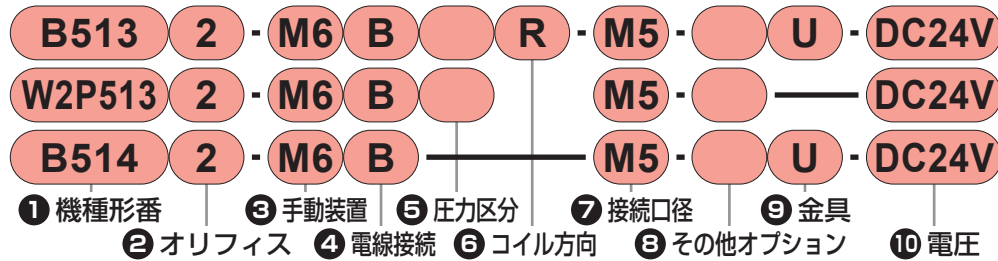 B513 2 - M6 B R - M5 - U - DC24V
W2P513 2 - M6 B M5 - DC24V
B514 2 - M6 B M5 - U - DC24V
❶ 機種形番 ❸ 手動装置 ❺ 圧力区分 ❼ 接続口径 ❾ 金具
❷ オリフィス ❹ 電線接続 ❻ コイル方向 ❽ その他オプション ❿ 電圧